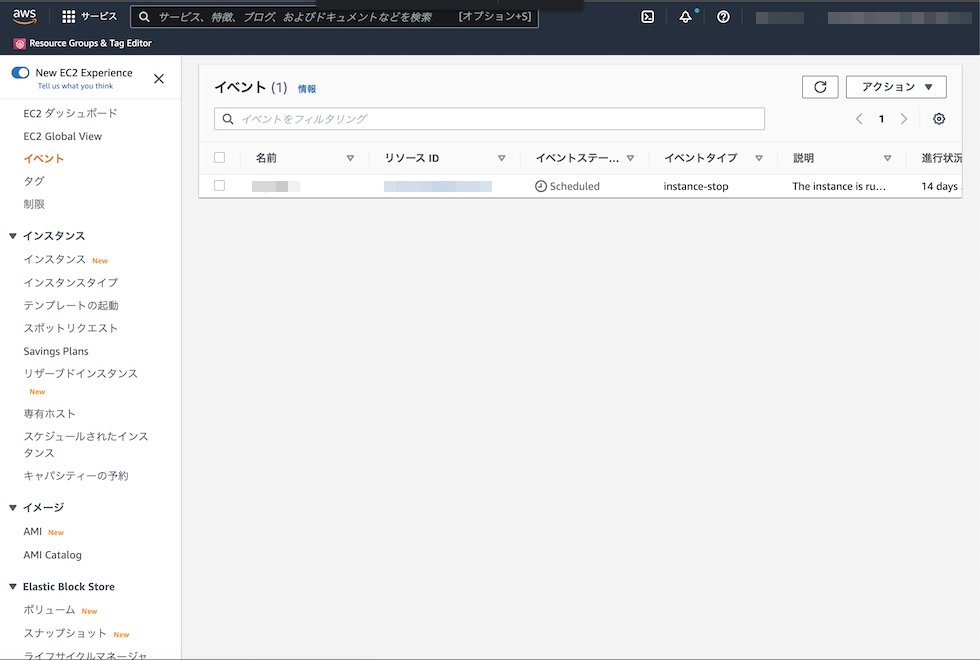 aws サービス サービス、特徴、ブログ、およびドキュメントなどを検索 [オプション+S]
Resource Groups & Tag Editor
New EC2 Experience
Tell us what you think
EC2 ダッシュボード
EC2 Global View
イベント
タグ
制限
インスタンス
インスタンス New
インスタンスタイプ
テンプレートの起動
スポットリクエスト
Savings Plans
リザーブドインスタンス
New
専有ホスト
スケジュールされたインス
タンス
キャパシティーの予約
イメージ
AMI New
AMI Catalog
Elastic Block Store
ボリューム New
スナップショット New
ライフサイクルマネージャ
イベント (1) 情報
アクション
イベントをフィルタリング
1
名前 リソース ID イベントステー... イベントタイプ 説明 進行状況
Scheduled instance-stop The instance is ru... 14 days